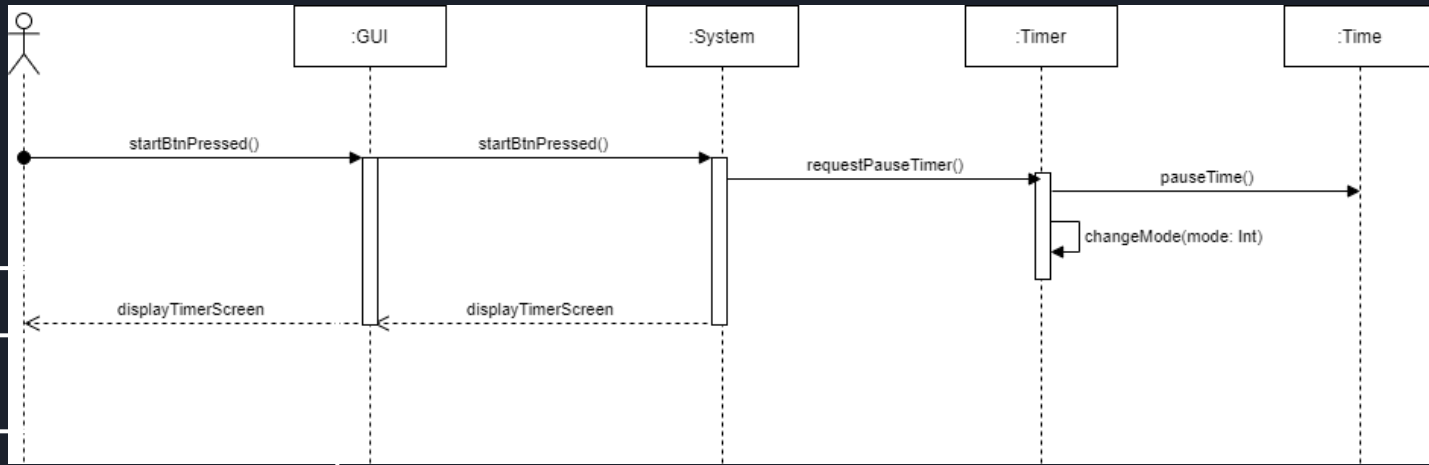 :GUI
:System
:Timer
:Time
startBtnPressed()
startBtnPressed()
requestPauseTimer()
pauseTime()
changeMode(mode: Int)
displayTimerScreen
displayTimerScreen